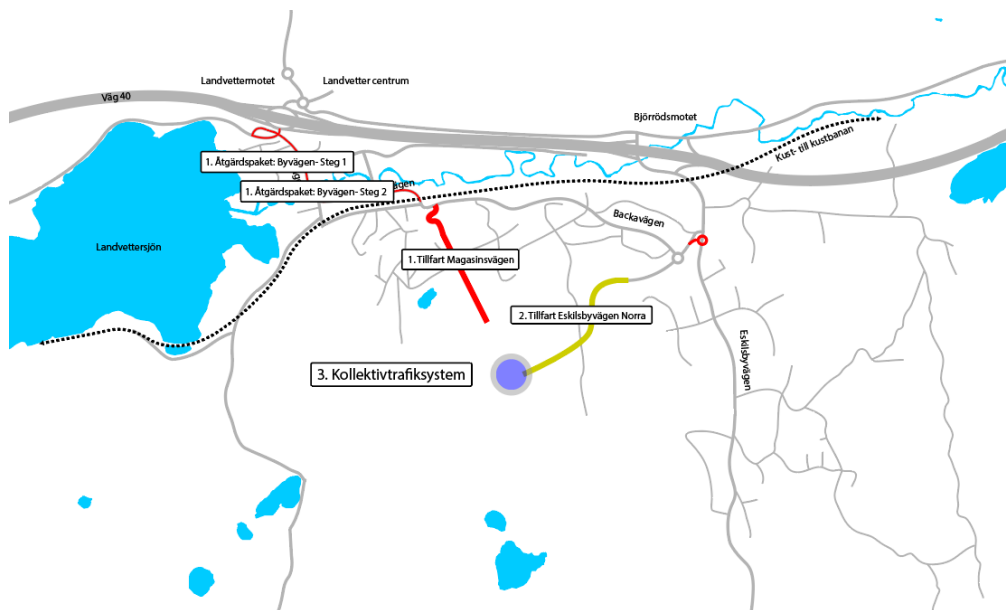 Landvettermotet
Landvetter centrum
Väg 40
Björrödsmotet
Kust- till kustbanan
1. Åtgärdspaket: Byvägen- Steg 1
1. Åtgärdspaket: Byvägen- Steg 2
Backavägen
Landvettersjön
1. Tillfart Magasinsvägen
2. Tillfart Eskilsbyvägen Norra
Eskilsbyvägen
3. Kollektivtrafiksystem